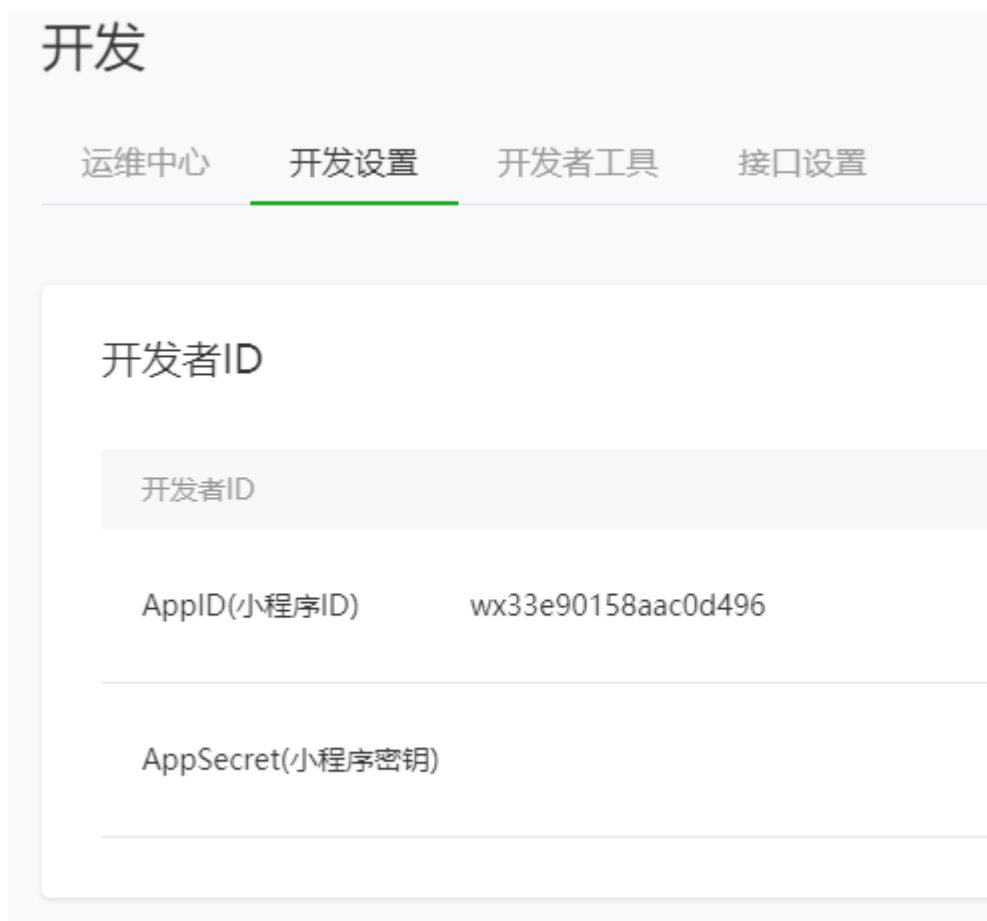 开发
运维中心 开发设置 开发者工具 接口设置
开发者ID
开发者ID
AppID(小程序ID) wx33e90158aac0d496
AppSecret(小程序密钥)